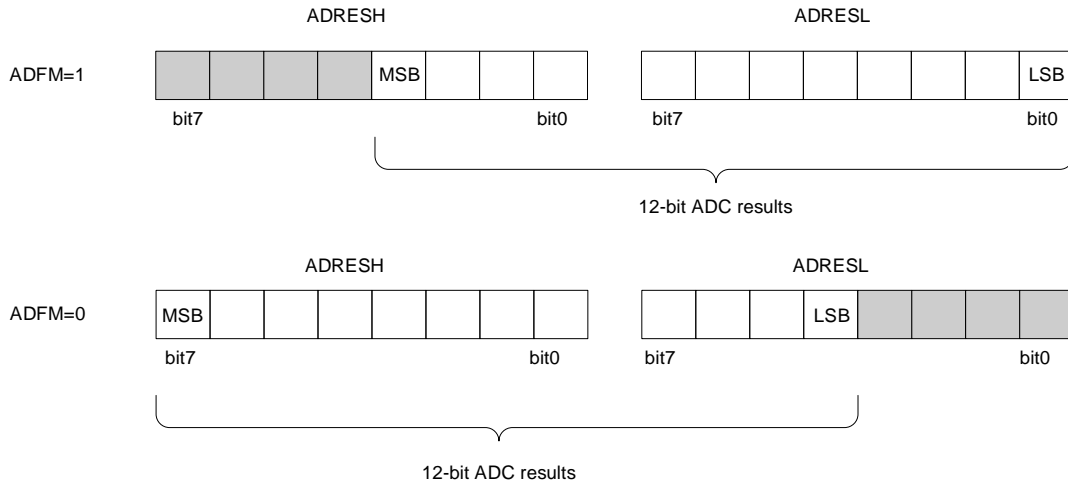 ADRESH ADRESL
ADFM=1 MSB LSB
bit7 bit0 bit7 bit0
12-bit ADC results
ADRESH ADRESL
ADFM=0 MSB LSB
bit7 bit0 bit7 bit0
12-bit ADC results